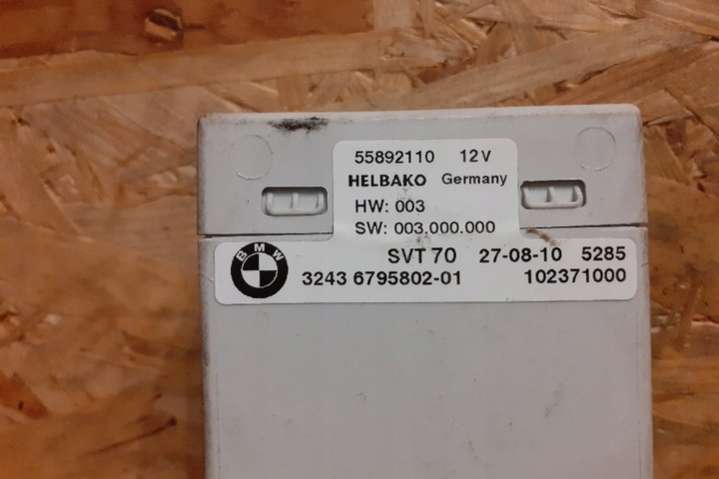 55892110 12V
HELBAKO Germany
HW: 003
SW: 003.000.000
BMW
SVT 70 27-08-10 5285
3243 6795802-01 102371000